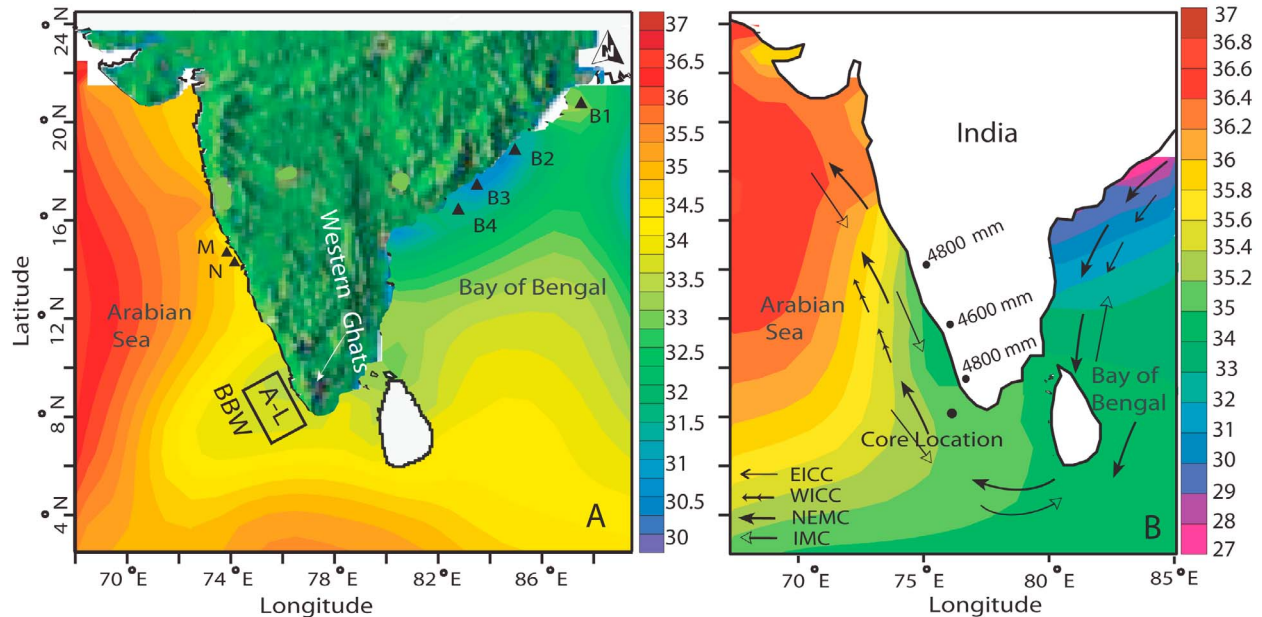 24 N
20 N
16 N
12 N
8 N
4 N
Latitude
70 °E
74 °E
78 °E
82 °E
86 °E
Longitude
N
B1
B2
B3
B4
M
N
Western Ghats
Arabian
Sea
Bay of Bengal
A-L
BBW
A
37
36.5
36
35.5
35
34.5
34
33.5
33
32.5
32
31.5
31
30.5
30
India
4800 mm
4600 mm
4800 mm
Arabian
Sea
Bay of
Bengal
Core Location
EICC
WICC
NEMC
IMC
B
70 °E
75 °E
80 °E
85 °E
Longitude
37
36.8
36.6
36.4
36.2
36
35.8
35.6
35.4
35.2
35
34
33
32
31
30
29
28
27